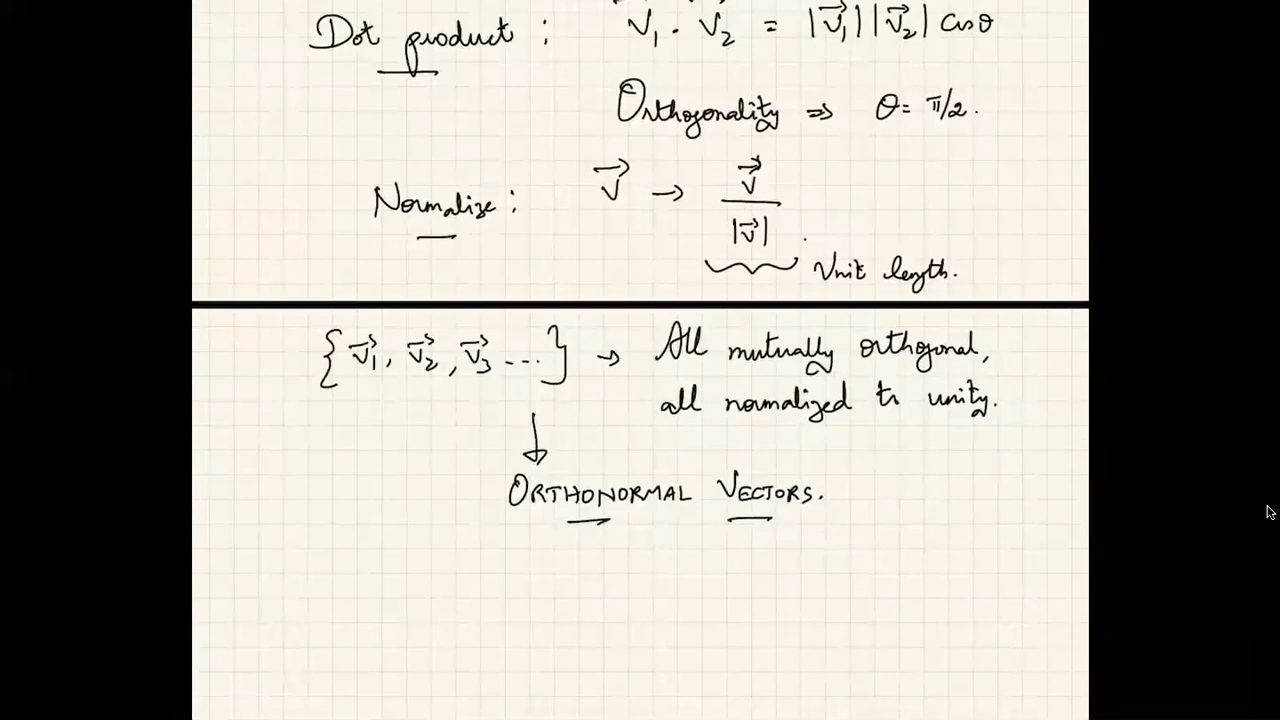 Dot product : V₁ · V₂ = |v⃗₁| |v⃗₂| cos θ
Orthogonality ⇒ θ = π/2.
Normalize : v⃗ → v⃗ / |v⃗|
Unit length.
{ v⃗₁, v⃗₂, v⃗₃ ... } → All mutually orthogonal,
all normalized to unity.
↓
ORTHONORMAL VECTORS.